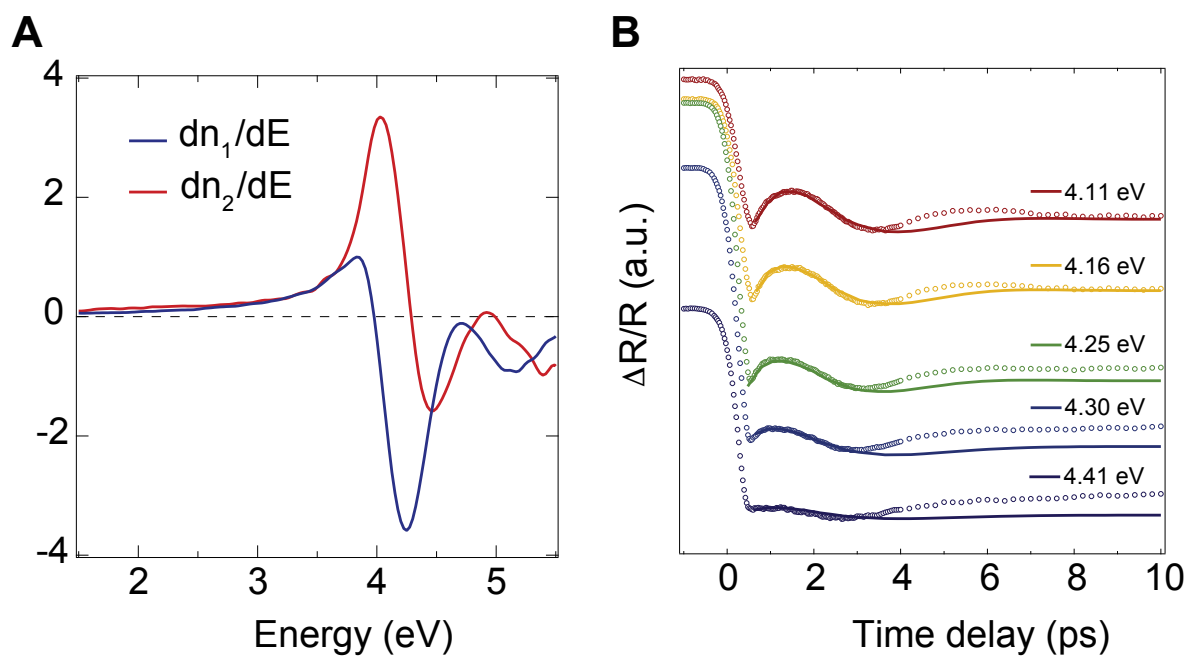 A
B
dn1/dE
dn2/dE
4
2
0
-2
-4
2
3
4
5
Energy (eV)
ΔR/R (a.u.)
4.11 eV
4.16 eV
4.25 eV
4.30 eV
4.41 eV
0
2
4
6
8
10
Time delay (ps)